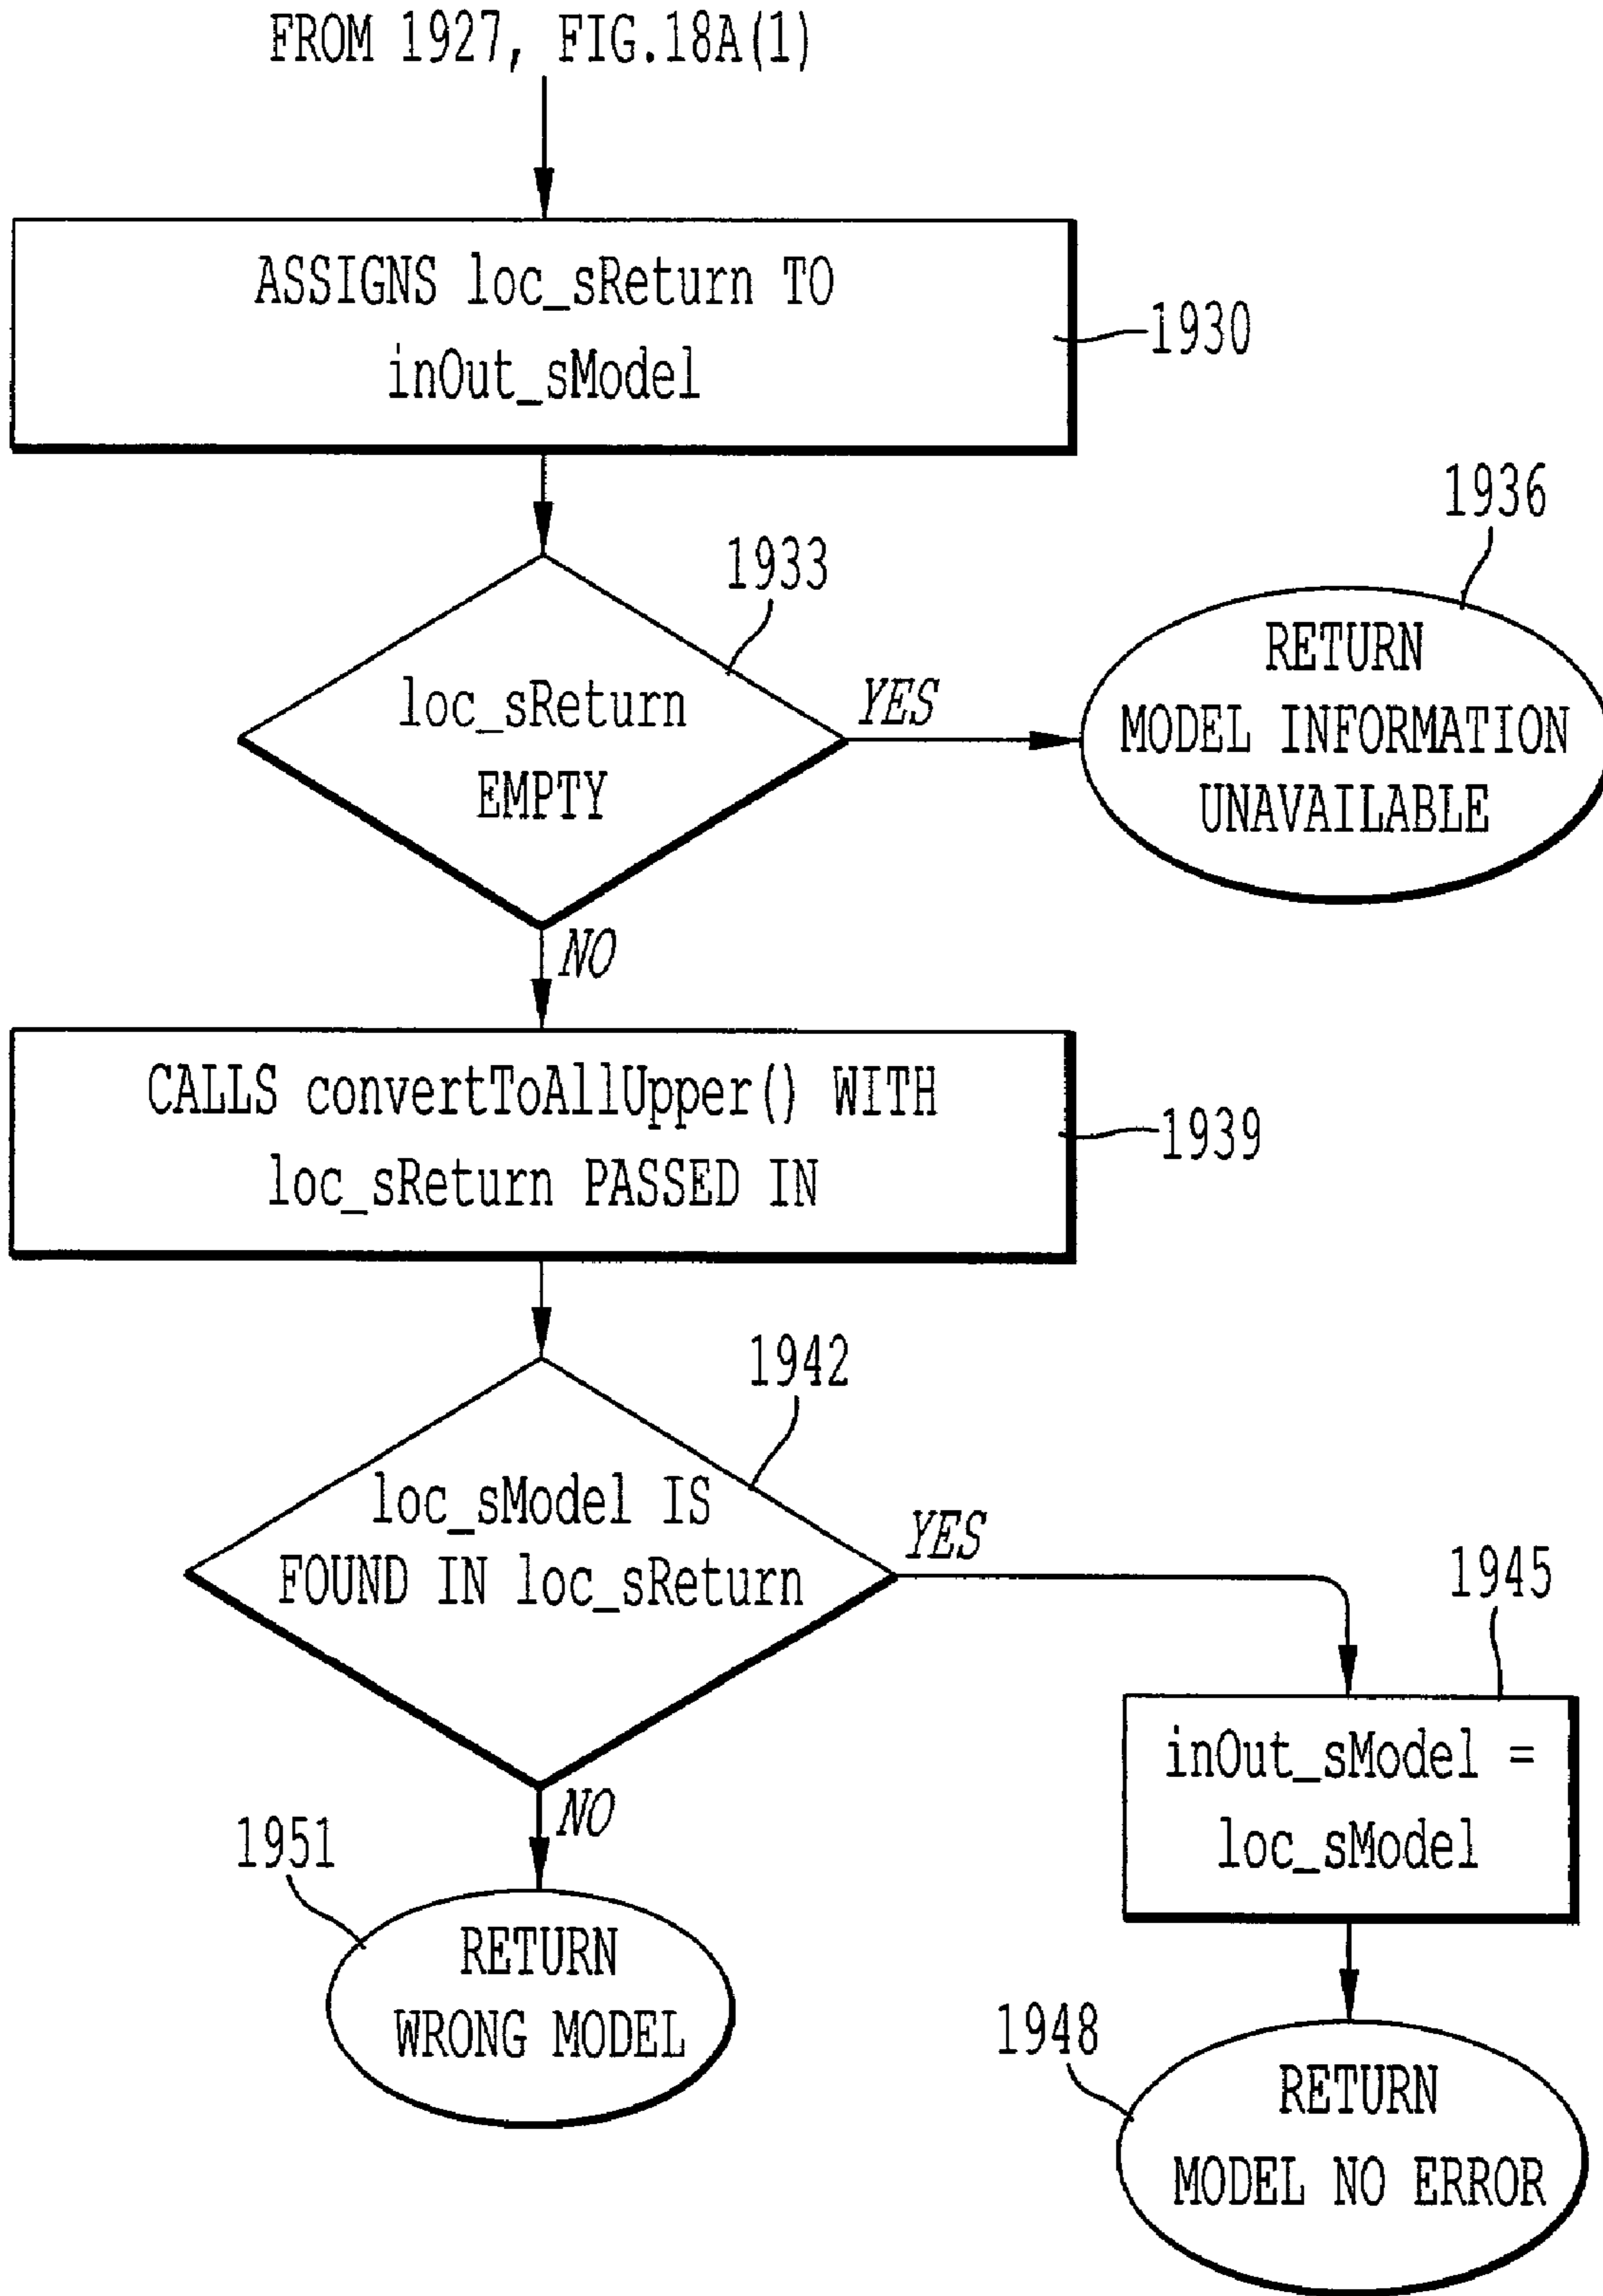 FROM 1927, FIG.18A(1)
ASSIGNS loc_sReturn TO
inOut_sModel
1930
1933
1936
loc_sReturn
EMPTY
YES
RETURN
MODEL INFORMATION
UNAVAILABLE
NO
CALLS convertToAllUpper() WITH
loc_sReturn PASSED IN
1939
1942
loc_sModel IS
FOUND IN loc_sReturn
YES
1945
inOut_sModel =
loc_sModel
NO
1951
RETURN
WRONG MODEL
1948
RETURN
MODEL NO ERROR